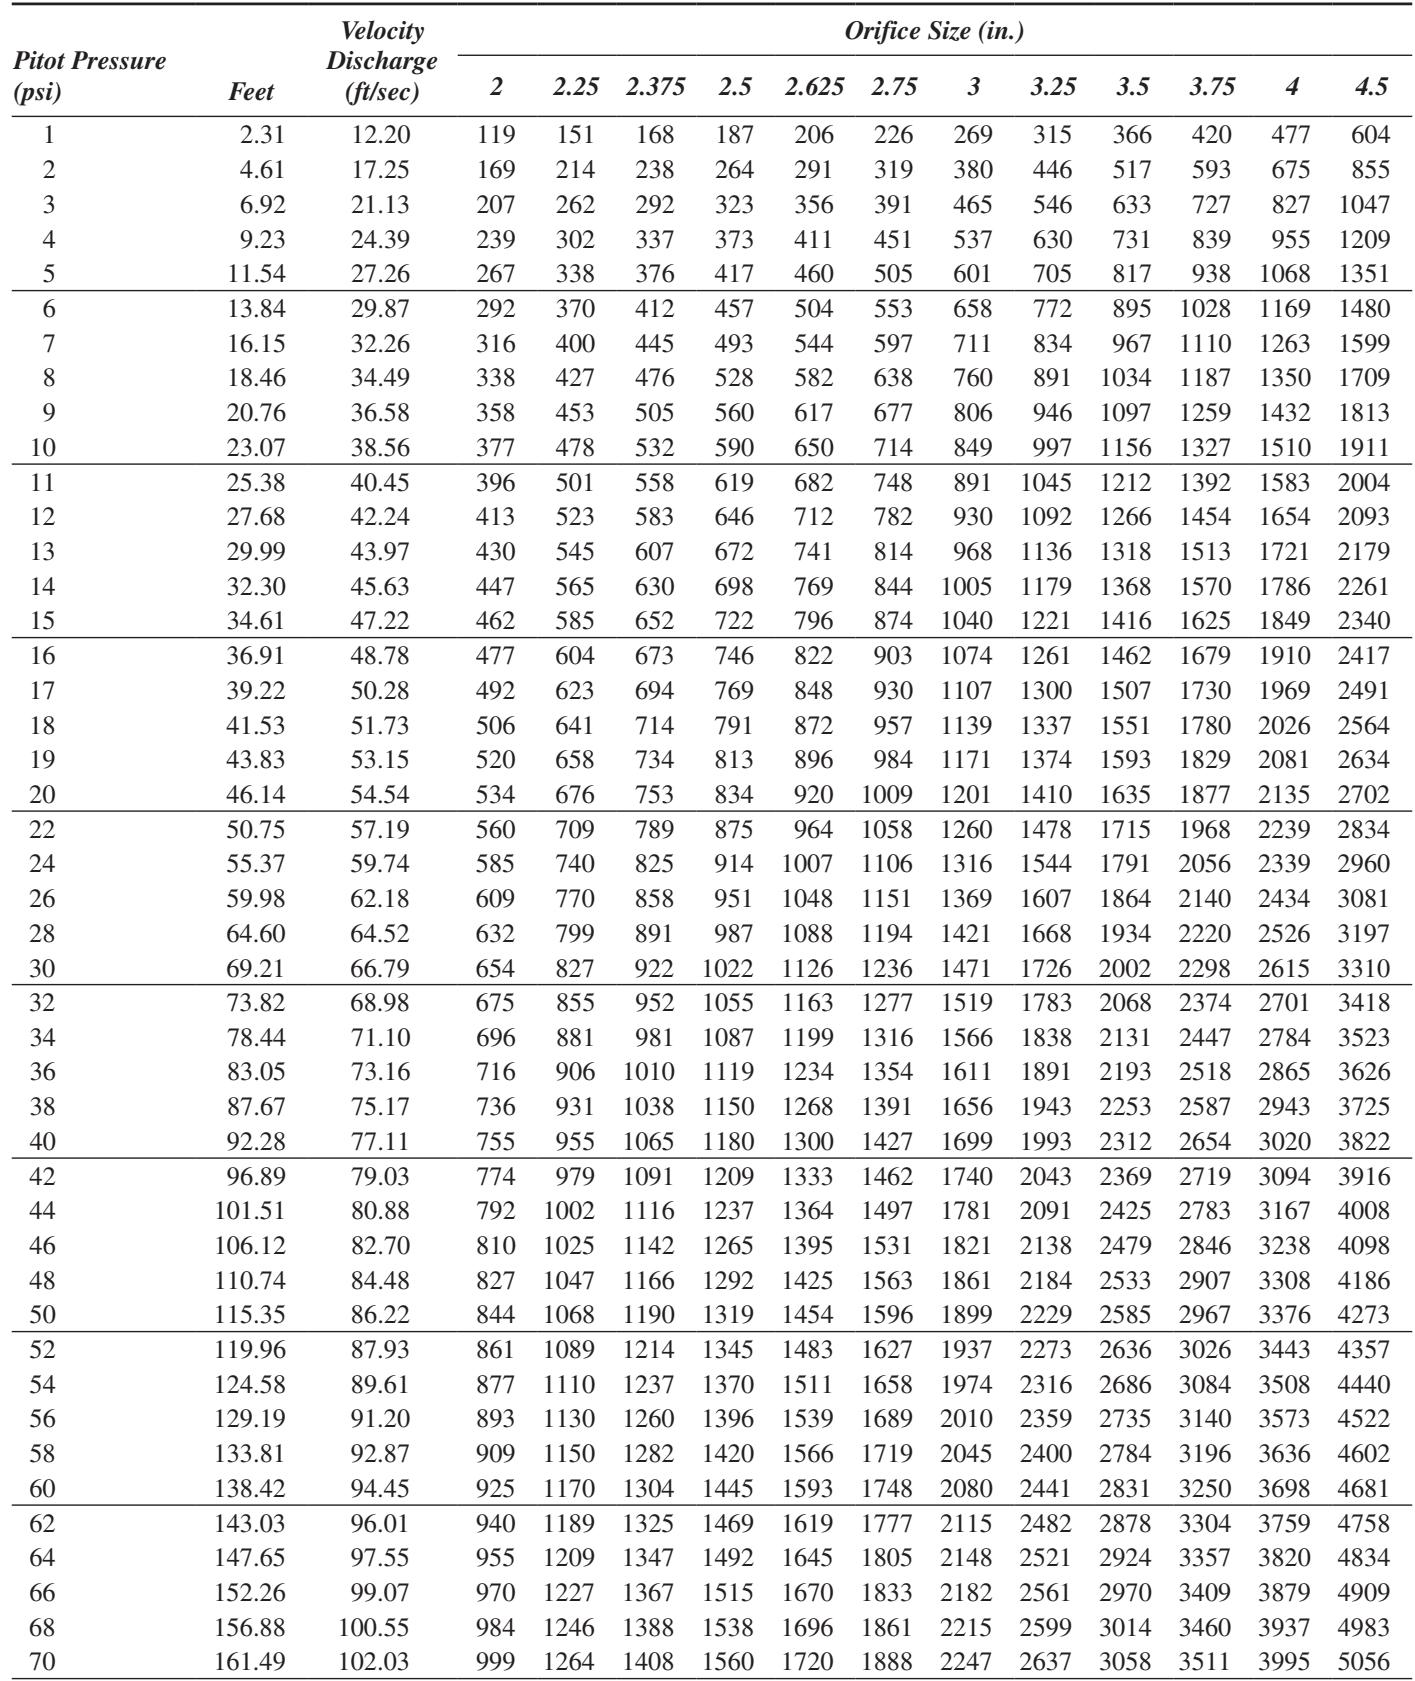 Pitot Pressure (psi) Feet Velocity Discharge (ft/sec) Orifice Size (in.)
2 2.25 2.375 2.5 2.625 2.75 3 3.25 3.5 3.75 4 4.5
1 2.31 12.20 119 151 168 187 206 226 269 315 366 420 477 604
2 4.61 17.25 169 214 238 264 291 319 380 446 517 593 675 855
3 6.92 21.13 207 262 292 323 356 391 465 546 633 727 827 1047
4 9.23 24.39 239 302 337 373 411 451 537 630 731 839 955 1209
5 11.54 27.26 267 338 376 417 460 505 601 705 817 938 1068 1351
6 13.84 29.87 292 370 412 457 504 553 658 772 895 1028 1169 1480
7 16.15 32.26 316 400 445 493 544 597 711 834 967 1110 1263 1599
8 18.46 34.49 338 427 476 528 582 638 760 891 1034 1187 1350 1709
9 20.76 36.58 358 453 505 560 617 677 806 946 1097 1259 1432 1813
10 23.07 38.56 377 478 532 590 650 714 849 997 1156 1327 1510 1911
11 25.38 40.45 396 501 558 619 682 748 891 1045 1212 1392 1583 2004
12 27.68 42.24 413 523 583 646 712 782 930 1092 1266 1454 1654 2093
13 29.99 43.97 430 545 607 672 741 814 968 1136 1318 1513 1721 2179
14 32.30 45.63 447 565 630 698 769 844 1005 1179 1368 1570 1786 2261
15 34.61 47.22 462 585 652 722 796 874 1040 1221 1416 1625 1849 2340
16 36.91 48.78 477 604 673 746 822 903 1074 1261 1462 1679 1910 2417
17 39.22 50.28 492 623 694 769 848 930 1107 1300 1507 1730 1969 2491
18 41.53 51.73 506 641 714 791 872 957 1139 1337 1551 1780 2026 2564
19 43.83 53.15 520 658 734 813 896 984 1171 1374 1593 1829 2081 2634
20 46.14 54.54 534 676 753 834 920 1009 1201 1410 1635 1877 2135 2702
22 50.75 57.19 560 709 789 875 964 1058 1260 1478 1715 1968 2239 2834
24 55.37 59.74 585 740 825 914 1007 1106 1316 1544 1791 2056 2339 2960
26 59.98 62.18 609 770 858 951 1048 1151 1369 1607 1864 2140 2434 3081
28 64.60 64.52 632 799 891 987 1088 1194 1421 1668 1934 2220 2526 3197
30 69.21 66.79 654 827 922 1022 1126 1236 1471 1726 2002 2298 2615 3310
32 73.82 68.98 675 855 952 1055 1163 1277 1519 1783 2068 2374 2701 3418
34 78.44 71.10 696 881 981 1087 1199 1316 1566 1838 2131 2447 2784 3523
36 83.05 73.16 716 906 1010 1119 1234 1354 1611 1891 2193 2518 2865 3626
38 87.67 75.17 736 931 1038 1150 1268 1391 1656 1943 2253 2587 2943 3725
40 92.28 77.11 755 955 1065 1180 1300 1427 1699 1993 2312 2654 3020 3822
42 96.89 79.03 774 979 1091 1209 1333 1462 1740 2043 2369 2719 3094 3916
44 101.51 80.88 792 1002 1116 1237 1364 1497 1781 2091 2425 2783 3167 4008
46 106.12 82.70 810 1025 1142 1265 1395 1531 1821 2138 2479 2846 3238 4098
48 110.74 84.48 827 1047 1166 1292 1425 1563 1861 2184 2533 2907 3308 4186
50 115.35 86.22 844 1068 1190 1319 1454 1596 1899 2229 2585 2967 3376 4273
52 119.96 87.93 861 1089 1214 1345 1483 1627 1937 2273 2636 3026 3443 4357
54 124.58 89.61 877 1110 1237 1370 1511 1658 1974 2316 2686 3084 3508 4440
56 129.19 91.20 893 1130 1260 1396 1539 1689 2010 2359 2735 3140 3573 4522
58 133.81 92.87 909 1150 1282 1420 1566 1719 2045 2400 2784 3196 3636 4602
60 138.42 94.45 925 1170 1304 1445 1593 1748 2080 2441 2831 3250 3698 4681
62 143.03 96.01 940 1189 1325 1469 1619 1777 2115 2482 2878 3304 3759 4758
64 147.65 97.55 955 1209 1347 1492 1645 1805 2148 2521 2924 3357 3820 4834
66 152.26 99.07 970 1227 1367 1515 1670 1833 2182 2561 2970 3409 3879 4909
68 156.88 100.55 984 1246 1388 1538 1696 1861 2215 2599 3014 3460 3937 4983
70 161.49 102.03 999 1264 1408 1560 1720 1888 2247 2637 3058 3511 3995 5056